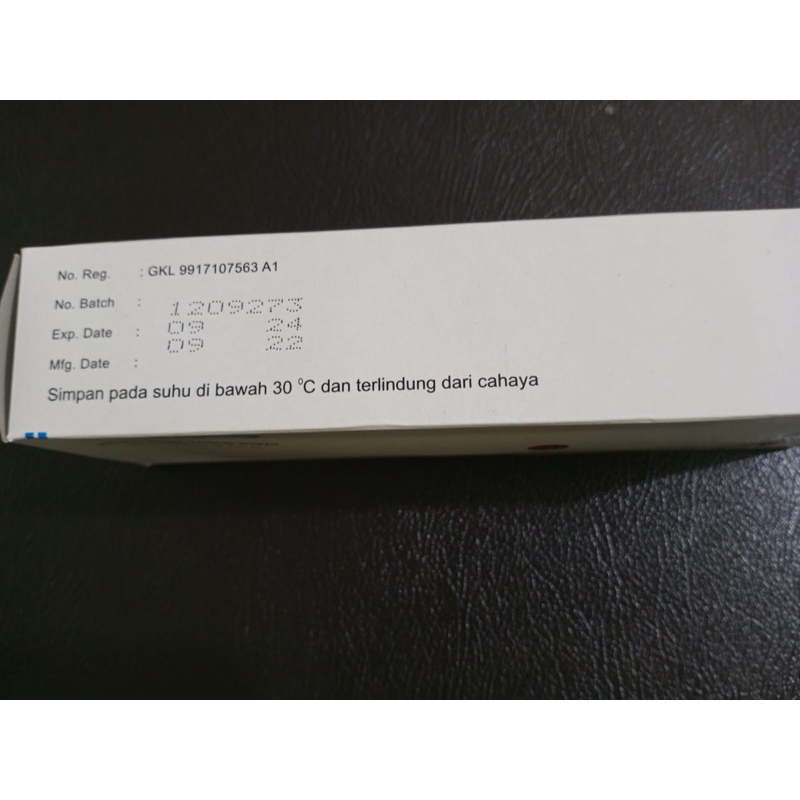 No. Reg. : GKL 9917107563 A1
No. Batch : 1209273
Exp. Date : 09 24
Mfg. Date : 09 22
Simpan pada suhu di bawah 30 °C dan terlindung dari cahaya